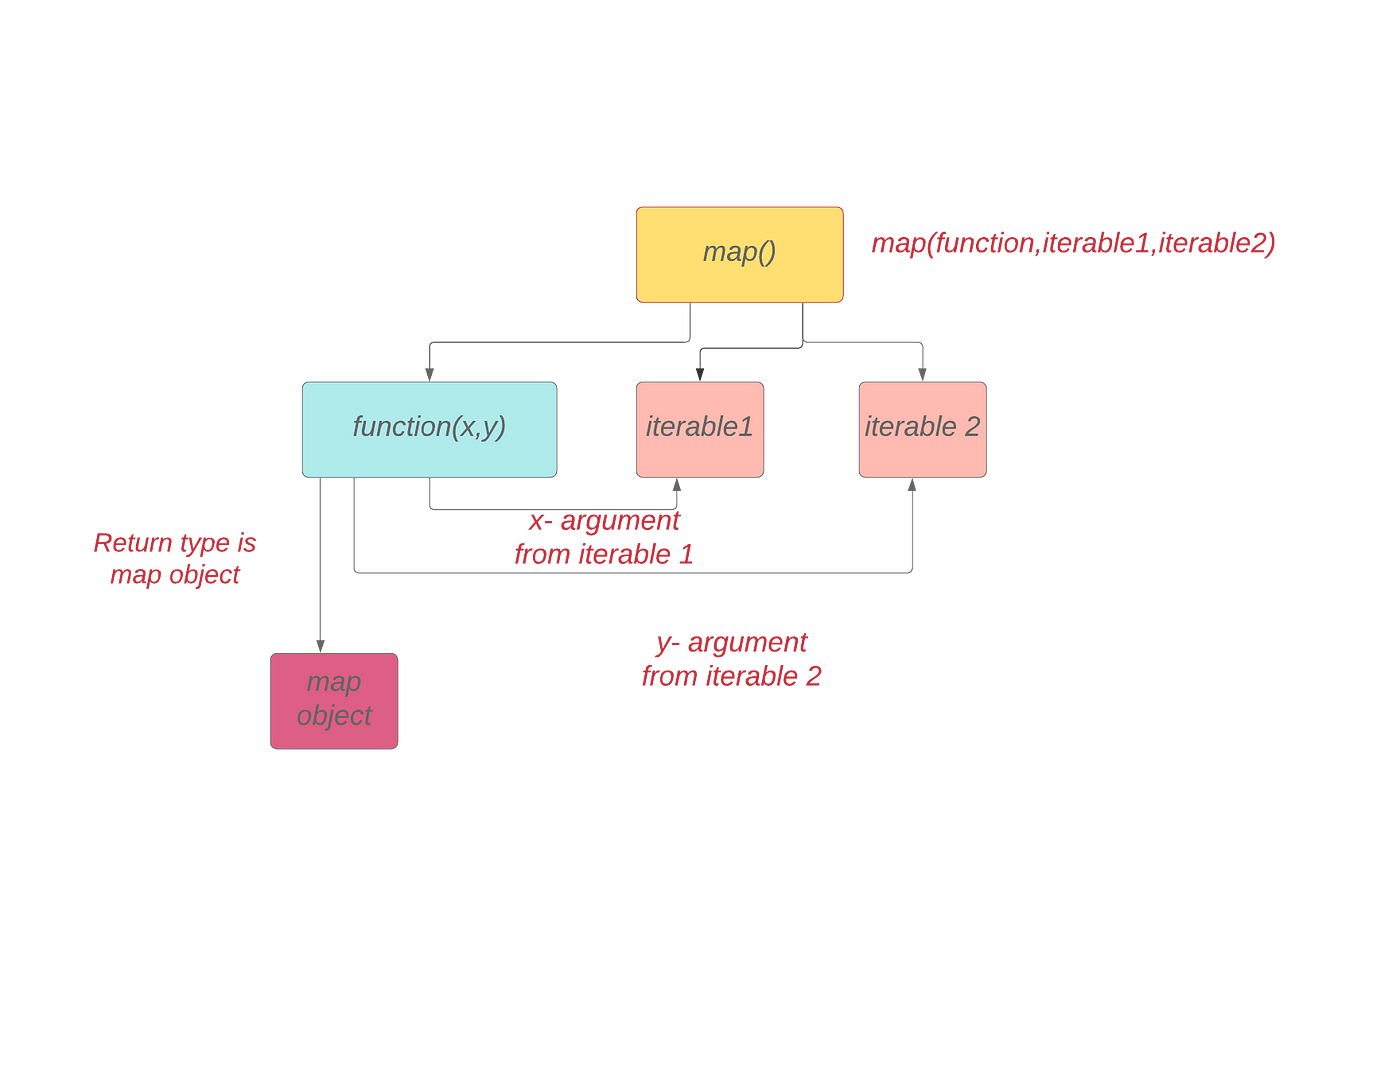 map()
map(function,iterable1,iterable2)
function(x,y)
iterable1
iterable 2
x- argument
from iterable 1
Return type is
map object
y- argument
from iterable 2
map
object